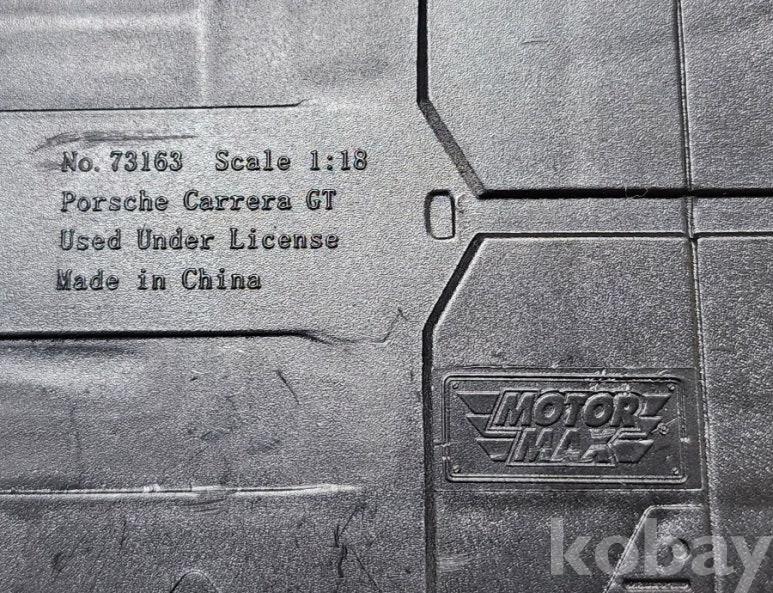 No. 73163 Scale 1:18
Porsche Carrera GT
Used Under License
Made in China
MOTOR
MAX
kobay